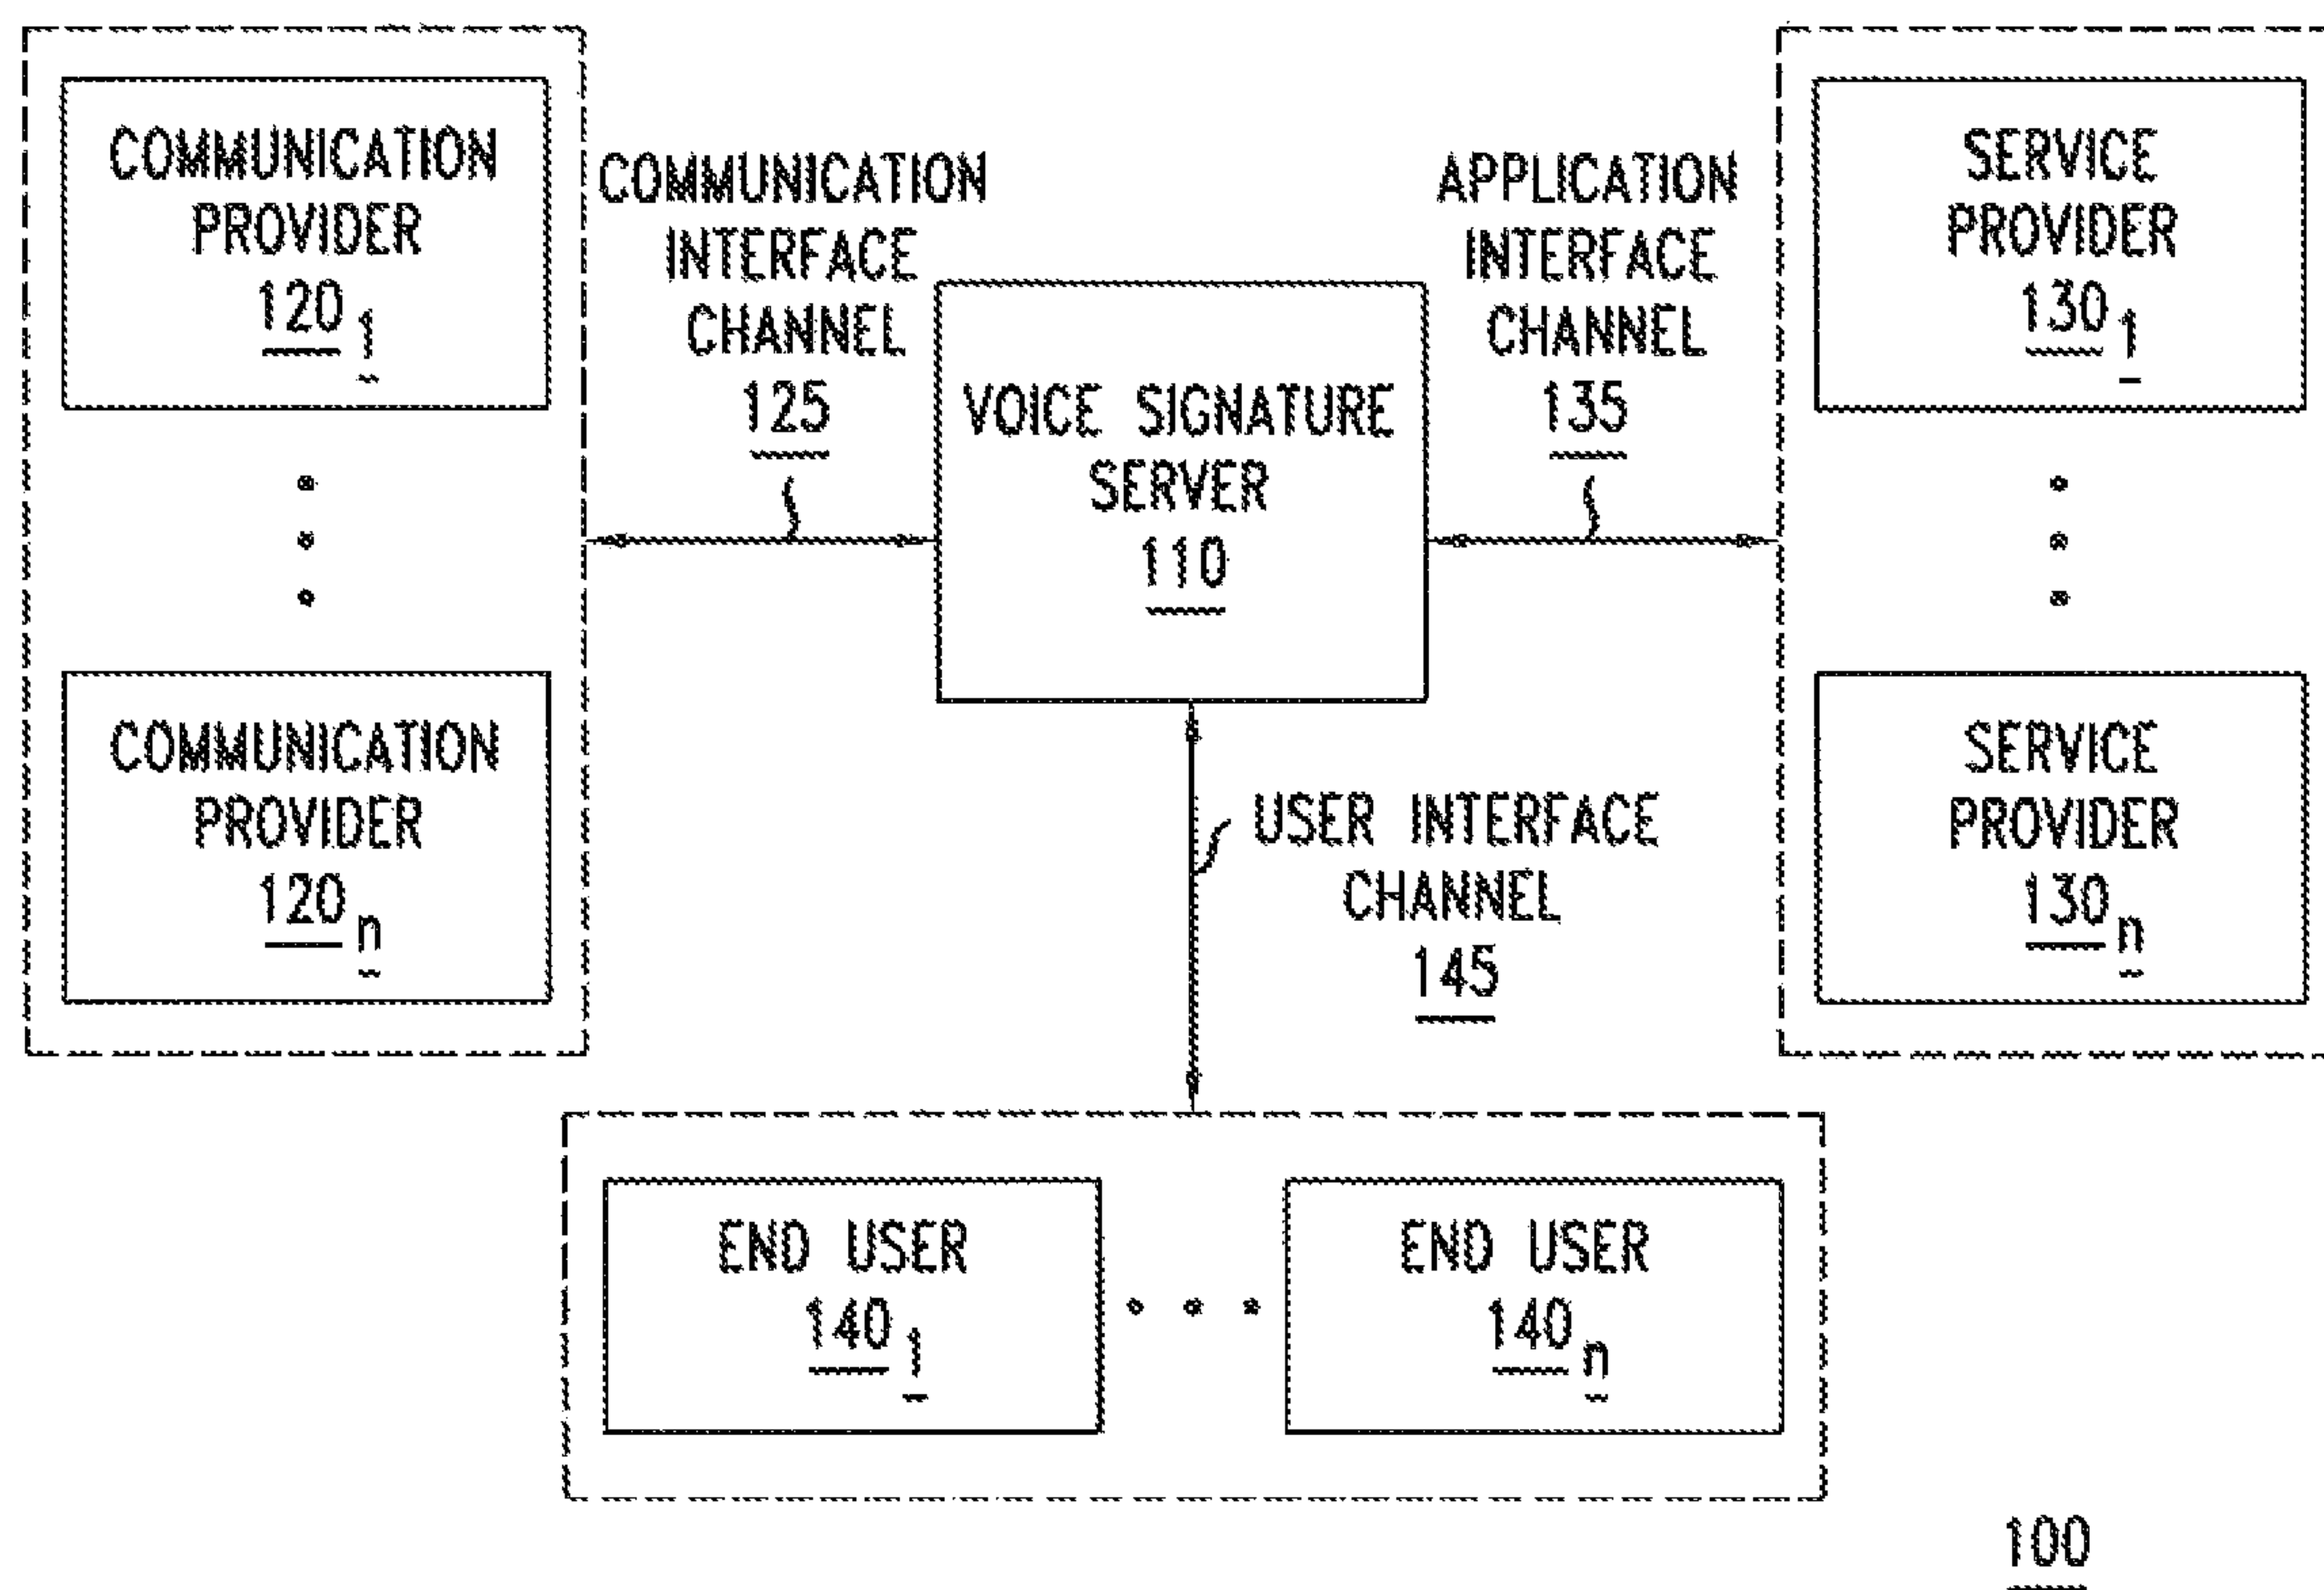 COMMUNICATION
PROVIDER
120 1
COMMUNICATION
INTERFACE
CHANNEL
125
VOICE SIGNATURE
SERVER
110
APPLICATION
INTERFACE
CHANNEL
135
SERVICE
PROVIDER
130 1
COMMUNICATION
PROVIDER
120 n
USER INTERFACE
CHANNEL
145
SERVICE
PROVIDER
130 n
END USER
140 1
END USER
140 n
100